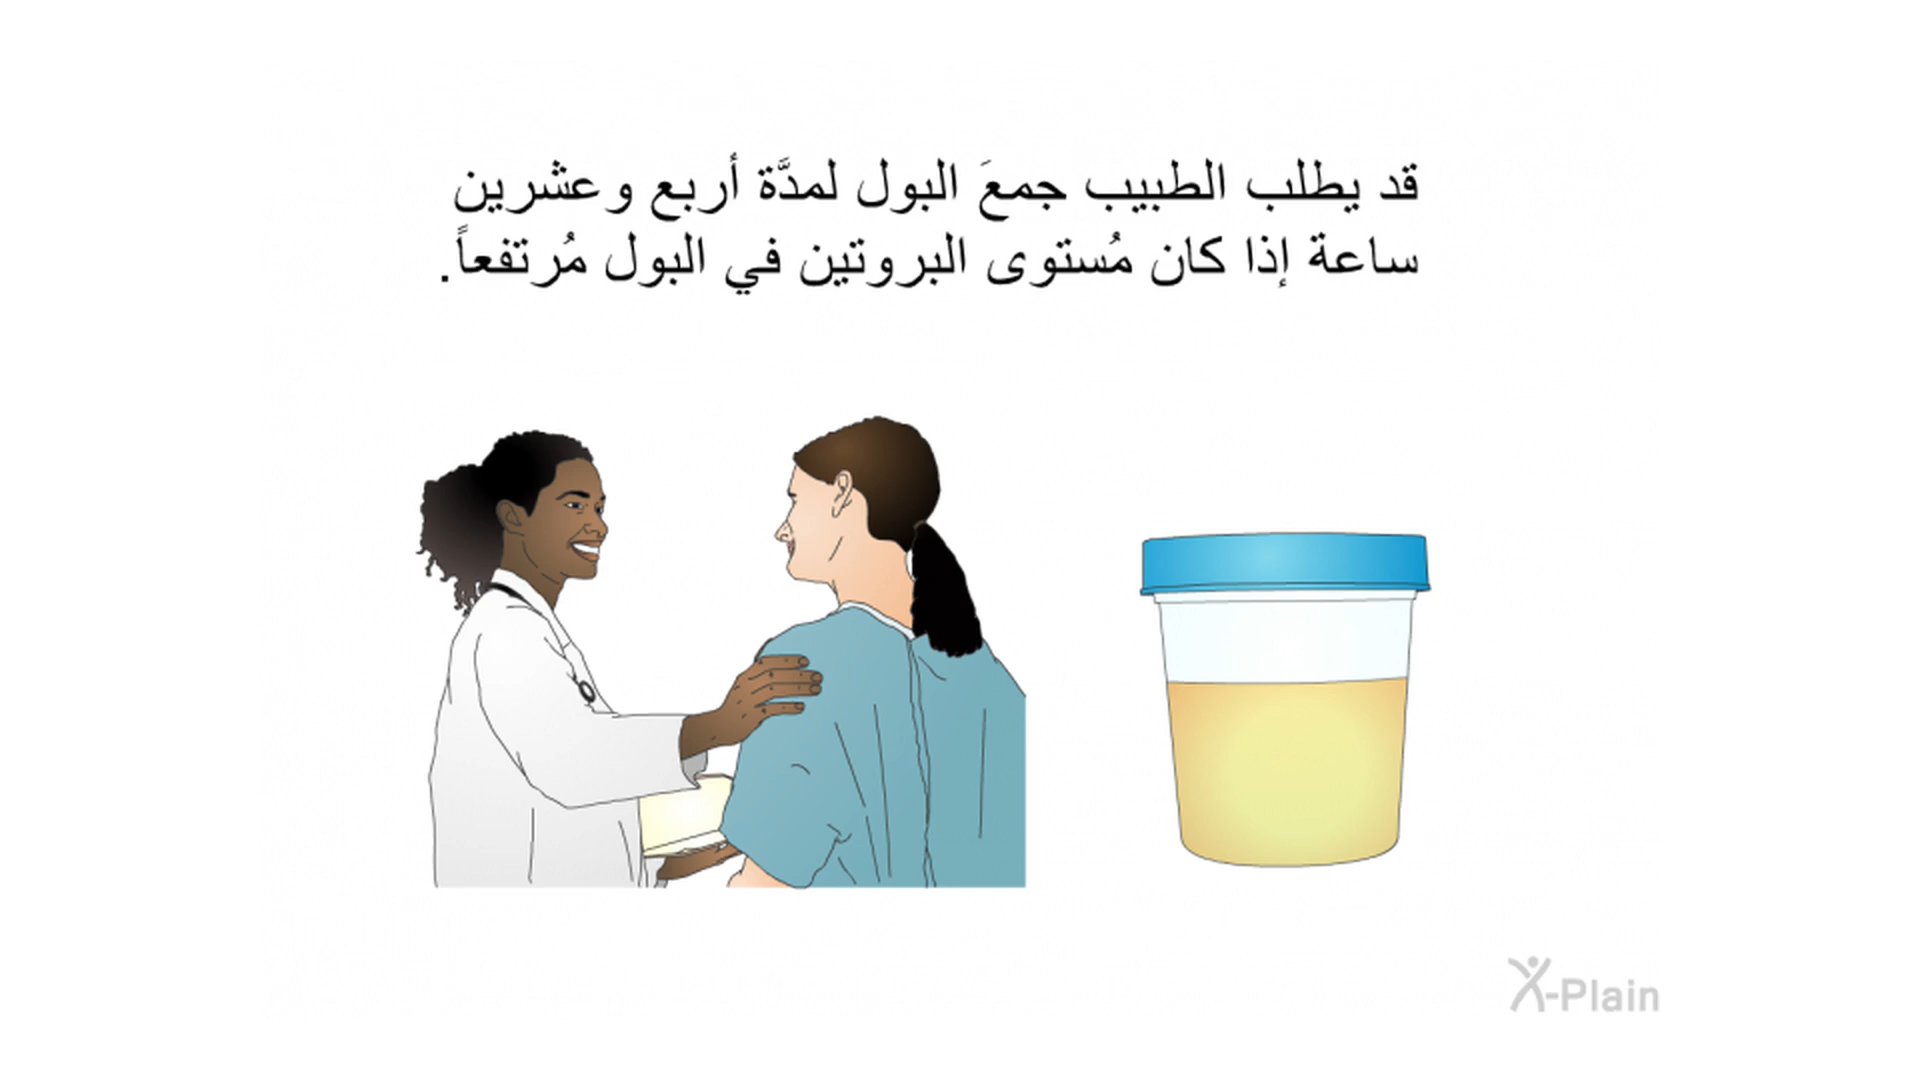 قد يطلب الطبيب جمعَ البول لمدَّة أربع وعشرين
ساعة إذا كان مُستوى البروتين في البول مُرتفعاً.
X-Plain